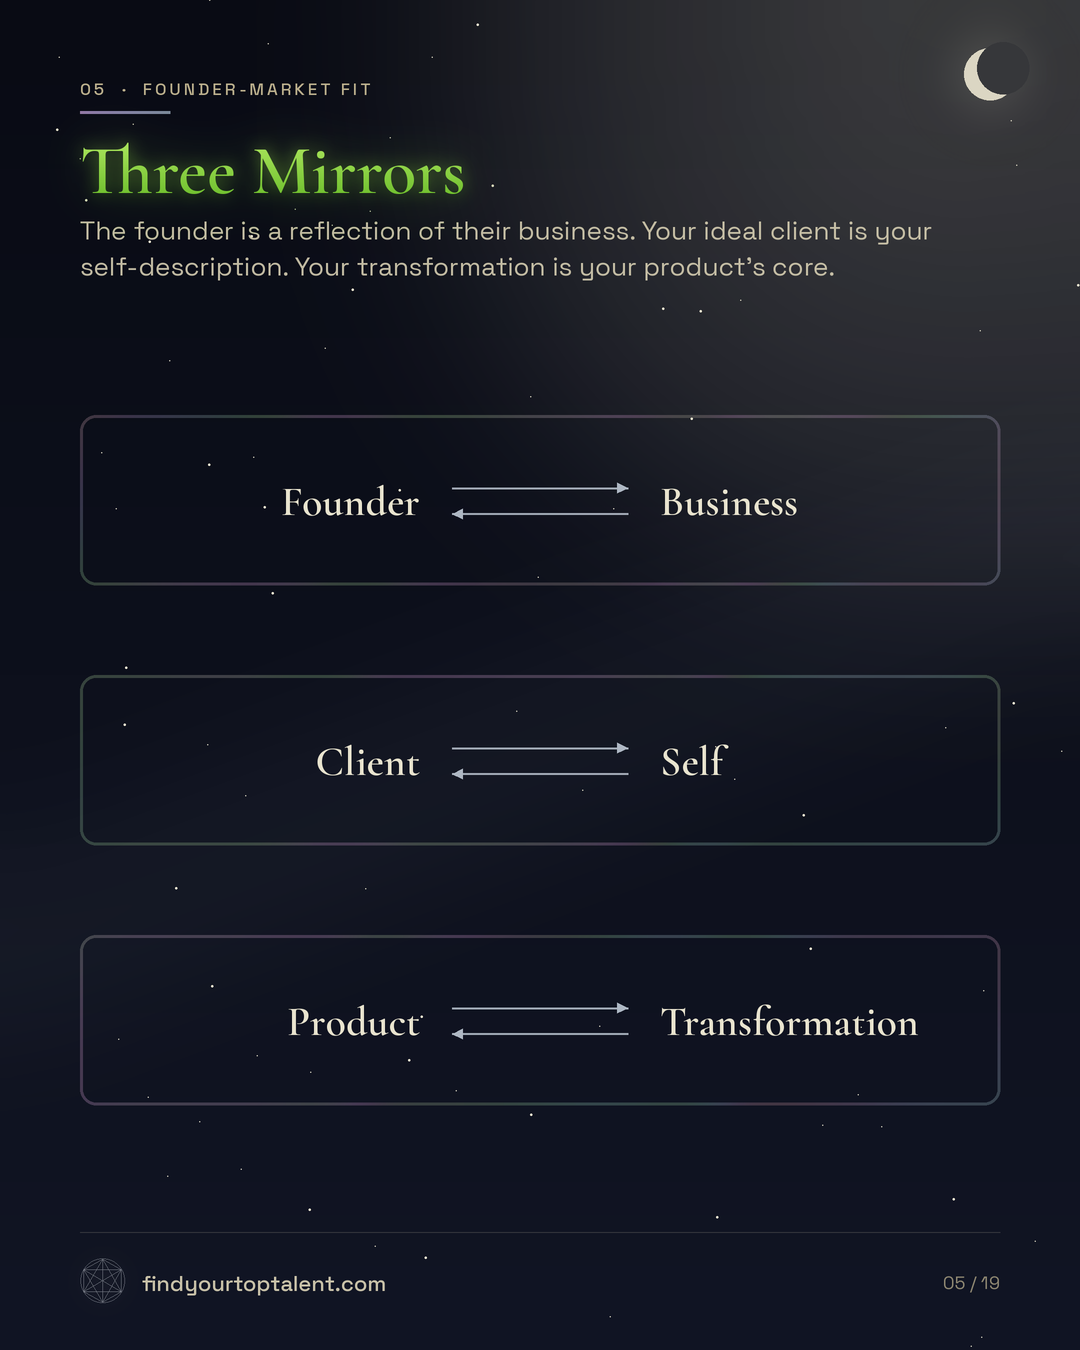 05 · FOUNDER-MARKET FIT
Three Mirrors
The founder is a reflection of their business. Your ideal client is your
self-description. Your transformation is your product’s core.
Founder Business
Client Self
Product Transformation
findyourtoptalent.com
05 / 19